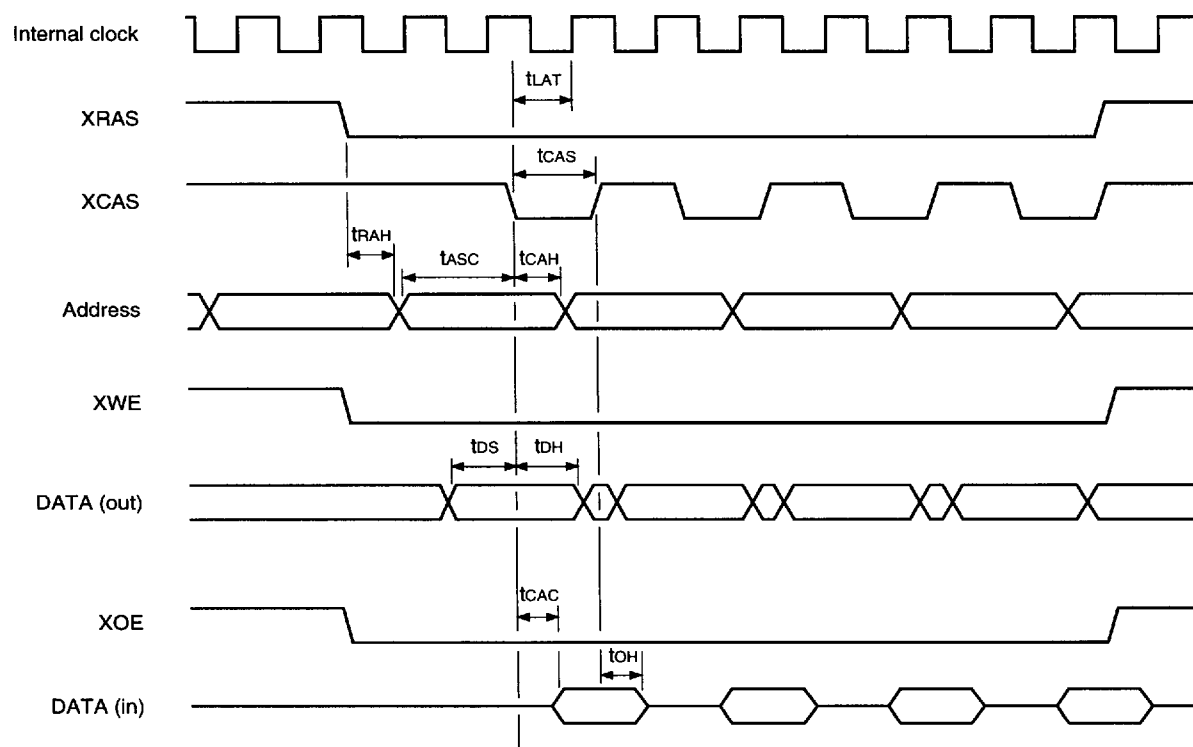 Internal clock
tLAT
XRAS
tCAS
XCAS
tRAH
tASC
tCAH
Address
XWE
tDS
tDH
DATA (out)
tCAC
XOE
tOH
DATA (in)